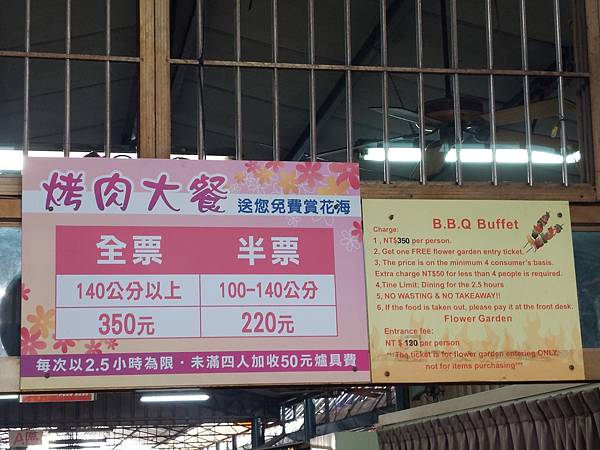 烤肉大餐 送您免費賞花海
全票 半票
140公分以上 100-140公分
350元 220元
每次以2.5小時為限・未滿四人加收50元爐具費
B.B.Q Buffet
Charge:
1 , NT$350 per person.
2, Get one FREE flower garden entry ticket.
3, The price is on the minimum 4 consumer's basis.
Extra charge NT$50 for less than 4 people is required.
4,Tine Limit: Dining for the 2.5 hours
5, NO WASTING & NO TAKEAWAY!!
6, If the food is taken out, please pay it at the front desk.
Flower Garden
Entrance fee:
NT $ 120 per person
**The ticket is for flower garden entering ONLY,
not for items purchasing***
A區